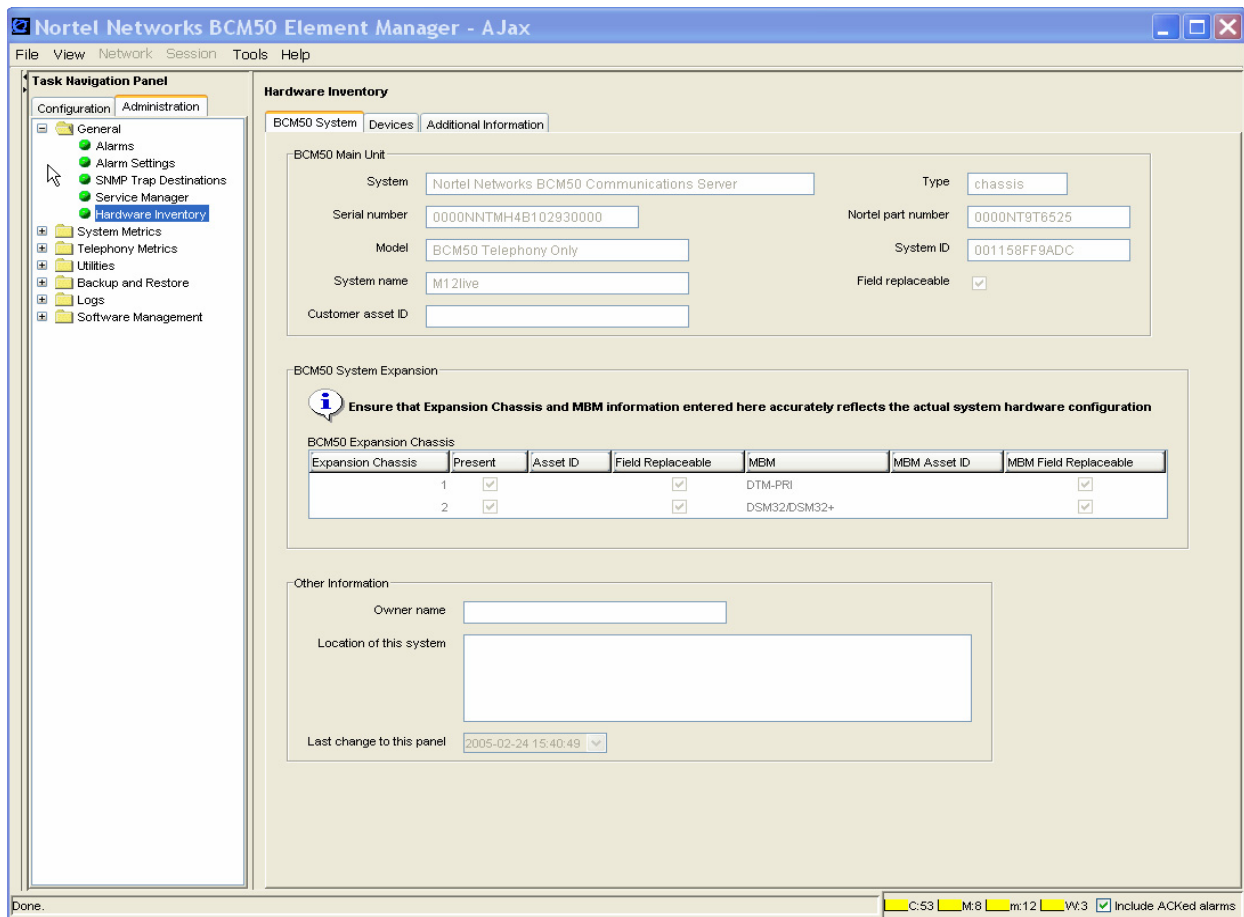 Nortel Networks BCM50 Element Manager - AJax
File View Network Session Tools Help
Task Navigation Panel
Configuration Administration
General
Alarms
Alarm Settings
SNMP Trap Destinations
Service Manager
Hardware Inventory
System Metrics
Telephony Metrics
Utilities
Backup and Restore
Logs
Software Management
Hardware Inventory
BCM50 System Devices Additional Information
BCM50 Main Unit
System Nortel Networks BCM50 Communications Server Type chassis
Serial number 0000NNTMH4B102930000 Nortel part number 0000NT9T6525
Model BCM50 Telephony Only System ID 001158FF9ADC
System name M12live Field replaceable
Customer asset ID
BCM50 System Expansion
Ensure that Expansion Chassis and MBM information entered here accurately reflects the actual system hardware configuration
BCM50 Expansion Chassis
Expansion Chassis Present Asset ID Field Replaceable MBM MBM Asset ID MBM Field Replaceable
1 DTM-PRI
2 DSM32/DSM32+
Other Information
Owner name
Location of this system
Last change to this panel 2005-02-24 15:40:49
Done. C:53 M:8 m:12 W:3 Include ACKed alarms